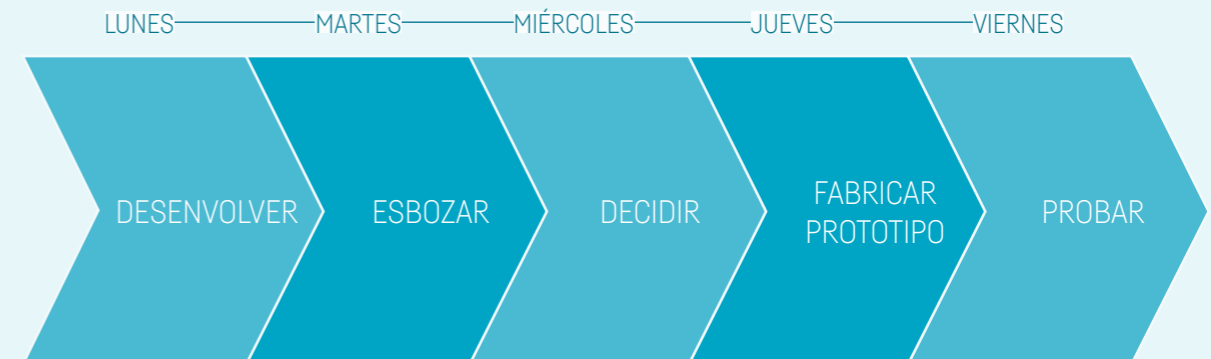 LUNES MARTES MIÉRCOLES JUEVES VIERNES
DESENVOLVER ESBOZAR DECIDIR FABRICAR PROTOTIPO PROBAR